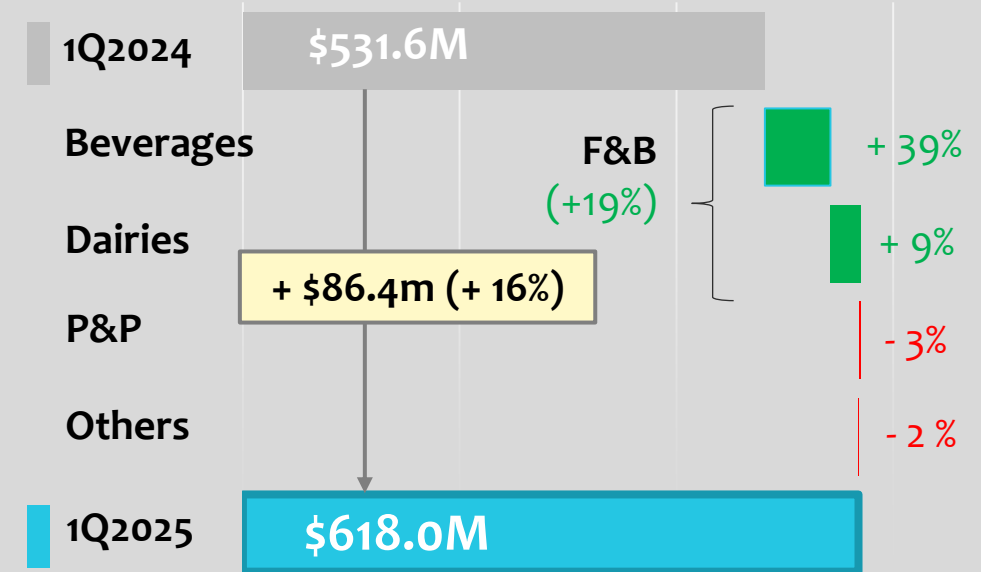 1Q2024
$531.6M
Beverages
F&B
(+19%)
+ 39%
Dairies
+ 9%
+ $86.4m (+ 16%)
P&P
- 3%
Others
- 2 %
1Q2025
$618.0M